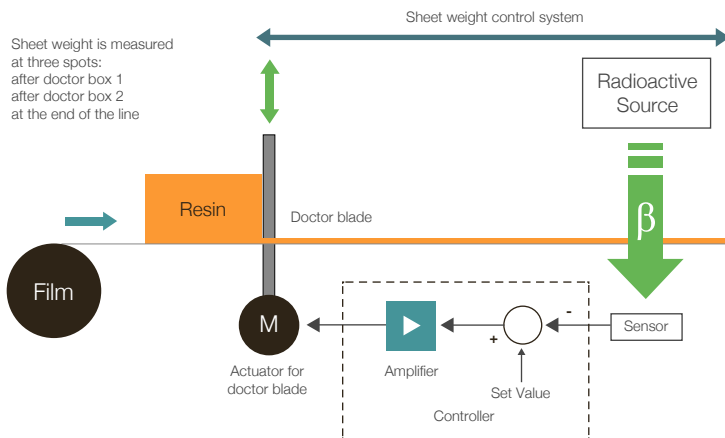 Sheet weight control system
Sheet weight is measured
at three spots:
after doctor box 1
after doctor box 2
at the end of the line
Radioactive
Source
Resin
Doctor blade
β
Film
M
-
Sensor
+
Actuator for
doctor blade
Amplifier
Set Value
Controller